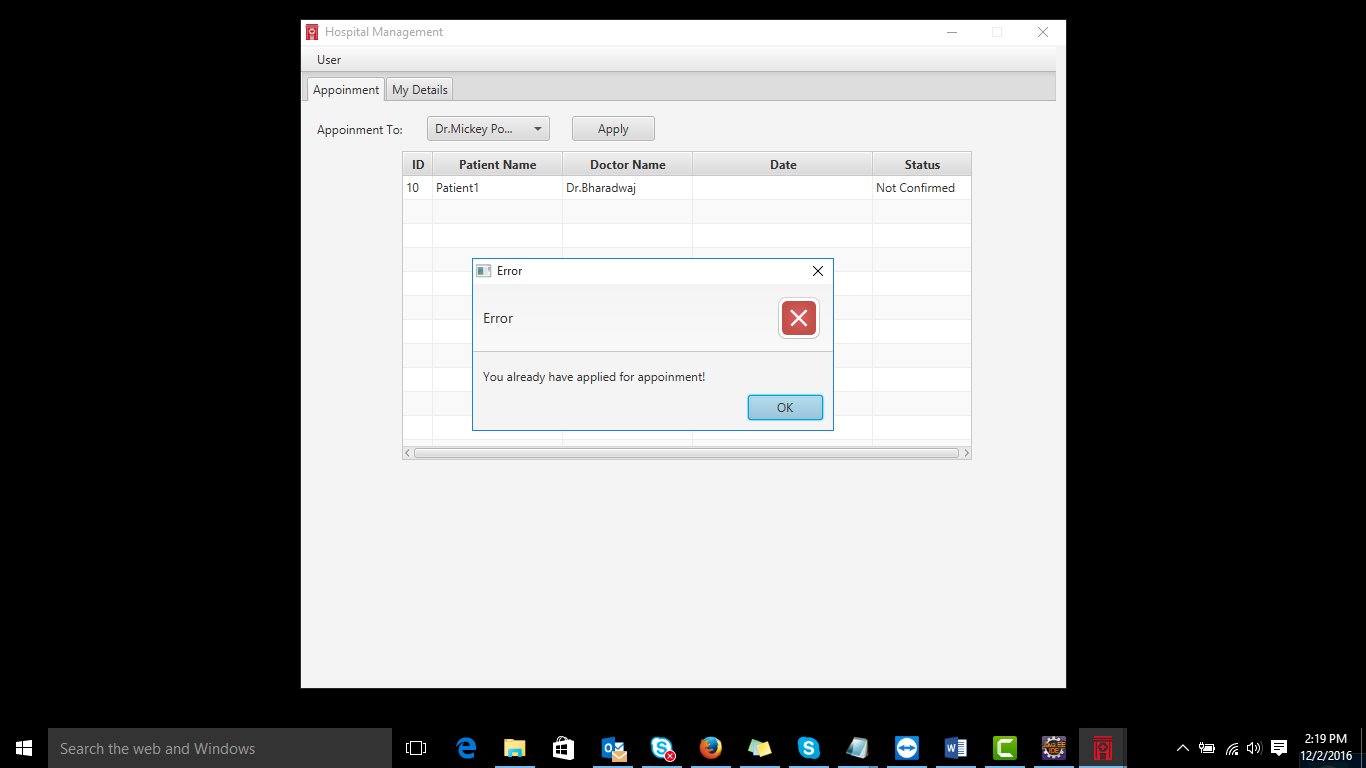 Hospital Management
User
Appoinment My Details
Appoinment To: Dr.Mickey Po... Apply
ID Patient Name Doctor Name Date Status
10 Patient1 Dr.Bharadwaj Not Confirmed
Error
Error
You already have applied for appoinment!
OK
Search the web and Windows
2:19 PM
12/2/2016